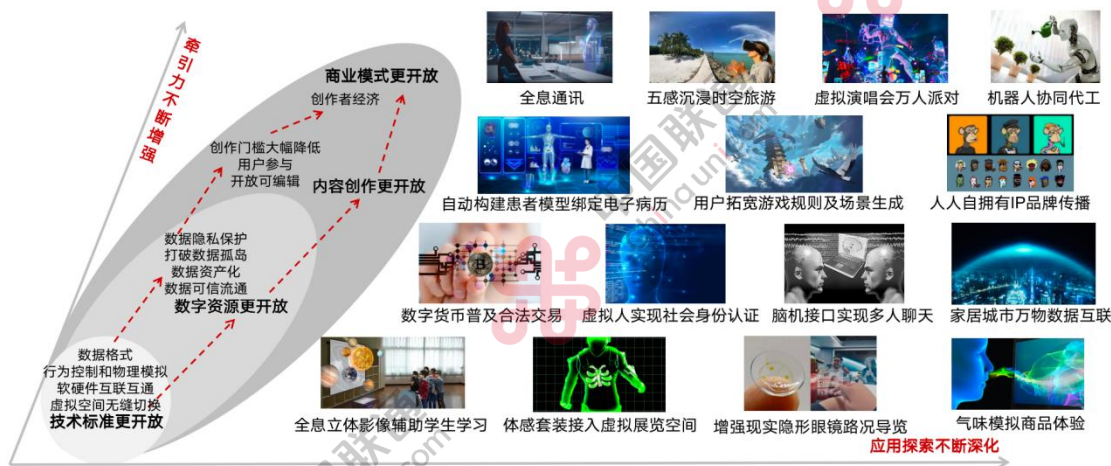 牵引力不断增强
商业模式更开放
创作者经济
创作门槛大幅降低
用户参与
开放可编辑
内容创作更开放
数据隐私保护
打破数据孤岛
数据资产化
数据可信流通
数字资源更开放
数据格式
行为控制和物理模拟
软硬件互联互通
虚拟空间无缝切换
技术标准更开放
全息通讯
五感沉浸时空旅游
虚拟演唱会万人派对
机器人协同代工
自动构建患者模型绑定电子病历
用户拓宽游戏规则及场景生成
人人自拥有IP品牌传播
数字货币普及合法交易
虚拟人实现社会身份认证
脑机接口实现多人聊天
家居城市万物数据互联
全息立体影像辅助学生学习
体感套装接入虚拟展览空间
增强现实隐形眼镜路况导览
气味模拟商品体验
应用探索不断深化